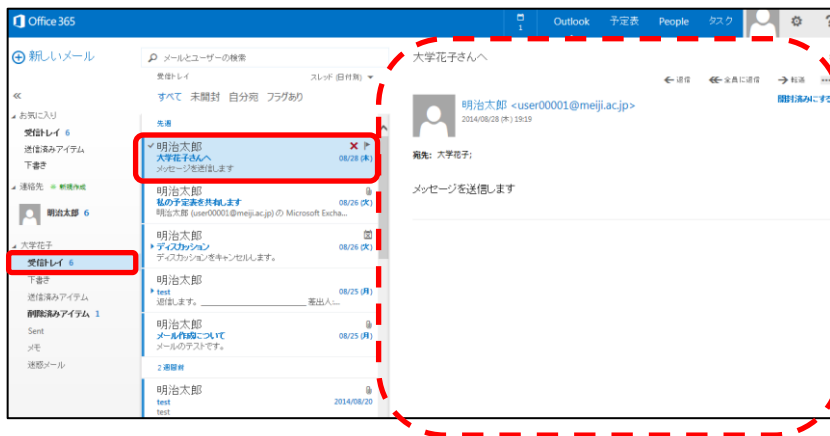 Office 365
1
Outlook 予定表 People タスク
新しいメール
«
お気に入り
受信トレイ 6
送信済みアイテム
下書き
連絡先 新規作成
明治太郎 6
大学花子
受信トレイ 6
下書き
送信済みアイテム
削除済みアイテム 1
Sent
メモ
迷惑メール
メールとユーザーの検索
受信トレイ スレッド (日付別)
すべて 未開封 自分宛 フラグあり
先週
明治太郎
大学花子さんへ 08/28 (木)
メッセージを送信します
明治太郎
私の予定表を共有します 08/26 (火)
明治太郎 (user00001@meiji.ac.jp) の Microsoft Excha...
明治太郎
ディスカッション 08/26 (火)
ディスカッションをキャンセルします。
明治太郎
test 08/25 (月)
返信します。 差出人:...
明治太郎
メール作成について 08/25 (月)
メールのテストです。
2 週間前
明治太郎
test 2014/08/20
test
大学花子さんへ
返信 全員に返信 転送 ...
開封済みにする
明治太郎 <user00001@meiji.ac.jp>
2014/08/28 (木) 19:19
宛先: 大学花子;
メッセージを送信します